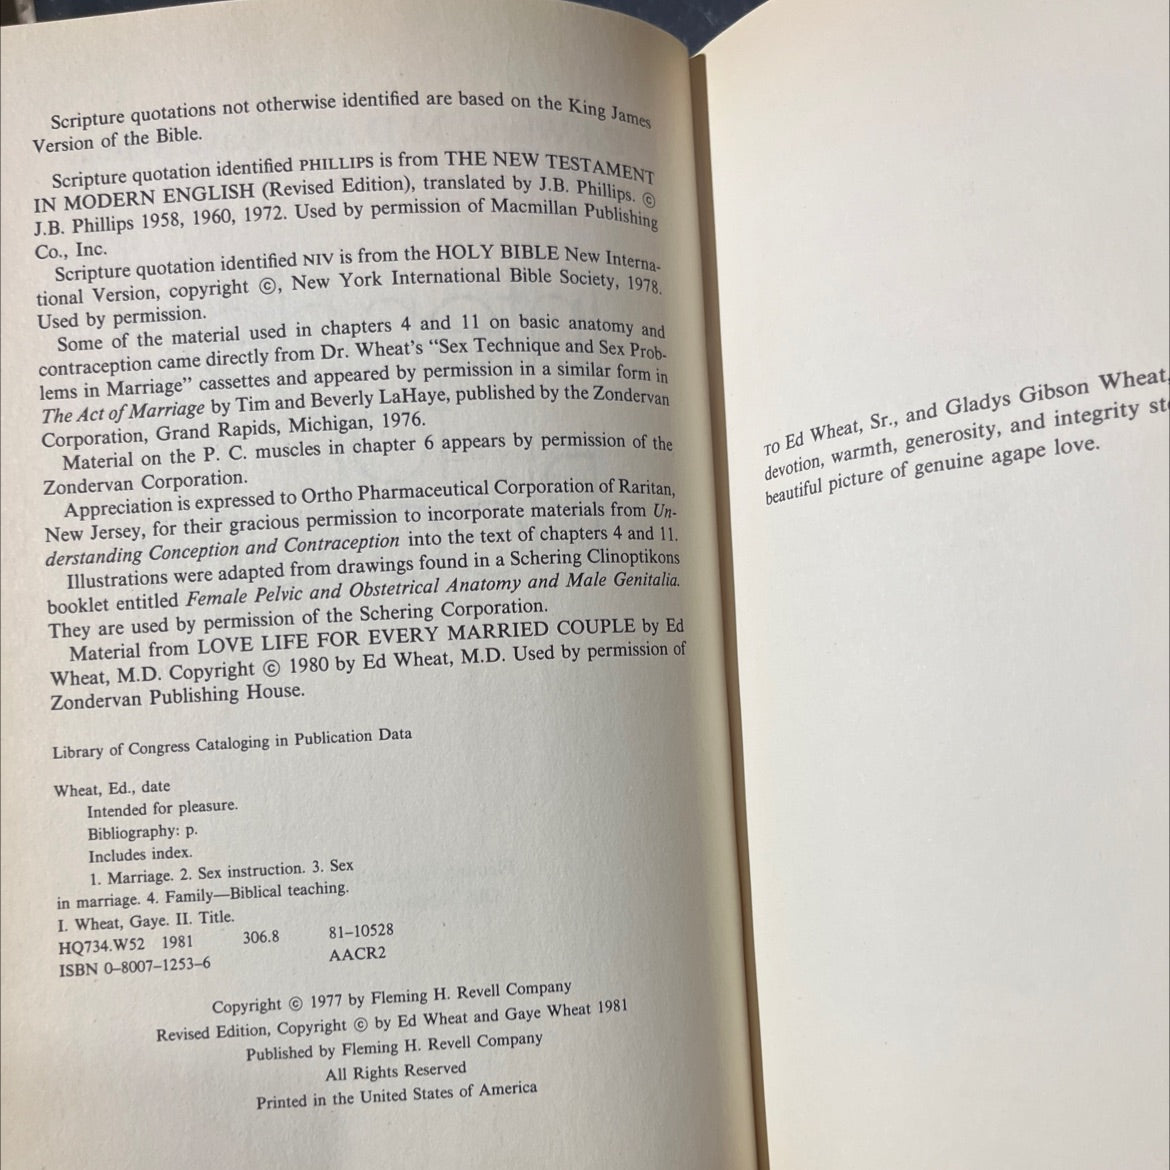 Scripture quotations not otherwise identified are based on the King James
Version of the Bible.
Scripture quotation identified PHILLIPS is from THE NEW TESTAMENT
IN MODERN ENGLISH (Revised Edition), translated by J.B. Phillips. ©
J.B. Phillips 1958, 1960, 1972. Used by permission of Macmillan Publishing
Co., Inc.
Scripture quotation identified NIV is from the HOLY BIBLE New Interna-
tional Version, copyright ©, New York International Bible Society, 1978.
Used by permission.
Some of the material used in chapters 4 and 11 on basic anatomy and
contraception came directly from Dr. Wheat's "Sex Technique and Sex Prob-
lems in Marriage" cassettes and appeared by permission in a similar form in
The Act of Marriage by Tim and Beverly LaHaye, published by the Zondervan
Corporation, Grand Rapids, Michigan, 1976.
Material on the P. C. muscles in chapter 6 appears by permission of the
Zondervan Corporation.
Appreciation is expressed to Ortho Pharmaceutical Corporation of Raritan,
New Jersey, for their gracious permission to incorporate materials from Un-
derstanding Conception and Contraception into the text of chapters 4 and 11.
Illustrations were adapted from drawings found in a Schering Clinoptikons
booklet entitled Female Pelvic and Obstetrical Anatomy and Male Genitalia.
They are used by permission of the Schering Corporation.
Material from LOVE LIFE FOR EVERY MARRIED COUPLE by Ed
Wheat, M.D. Copyright © 1980 by Ed Wheat, M.D. Used by permission of
Zondervan Publishing House.
Library of Congress Cataloging in Publication Data
Wheat, Ed., date
Intended for pleasure.
Bibliography: p.
Includes index.
1. Marriage. 2. Sex instruction. 3. Sex
in marriage. 4. Family—Biblical teaching.
I. Wheat, Gaye. II. Title.
HQ734.W52 1981 306.8 81-10528
ISBN 0-8007-1253-6 AACR2
Copyright © 1977 by Fleming H. Revell Company
Revised Edition, Copyright © by Ed Wheat and Gaye Wheat 1981
Published by Fleming H. Revell Company
All Rights Reserved
Printed in the United States of America
TO Ed Wheat, Sr., and Gladys Gibson Wheat,
devotion, warmth, generosity, and integrity
beautiful picture of genuine agape love.